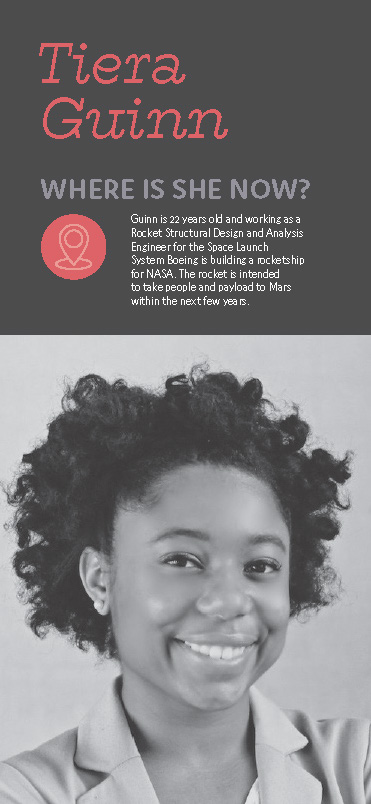 Tiera
Guinn
WHERE IS SHE NOW?
Guinn is 22 years old and working as a
Rocket Structural Design and Analysis
Engineer for the Space Launch
System Boeing is building a rocketship
for NASA. The rocket is intended
to take people and payload to Mars
within the next few years.